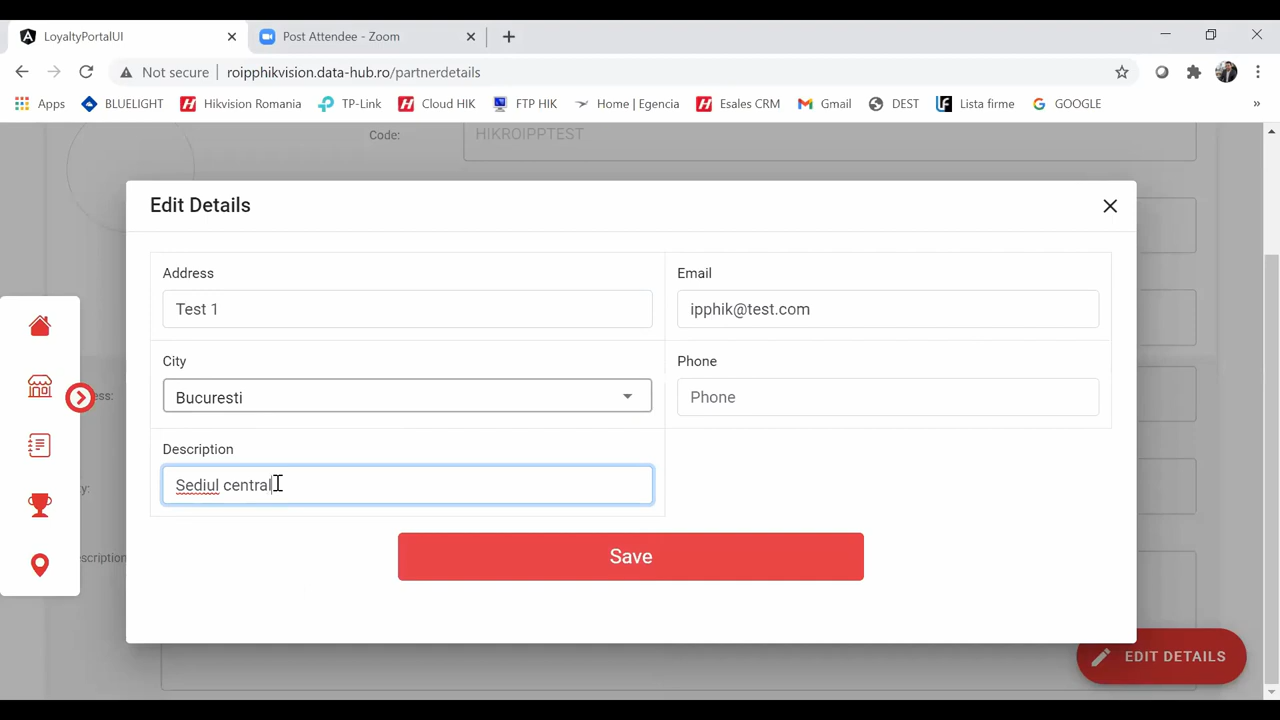 LoyaltyPortalUI
Post Attendee - Zoom
Not secure
roipphikvision.data-hub.ro/partnerdetails
Apps
BLUELIGHT
Hikvision Romania
TP-Link
Cloud HIK
FTP HIK
Home | Egencia
Esales CRM
Gmail
DEST
Lista firme
GOOGLE
»
Code:
HIKROIPPTEST
Edit Details
Address
Test 1
Email
ipphik@test.com
City
Bucuresti
Phone
Phone
Description
Sediul central
Save
ess:
y:
escription
EDIT DETAILS